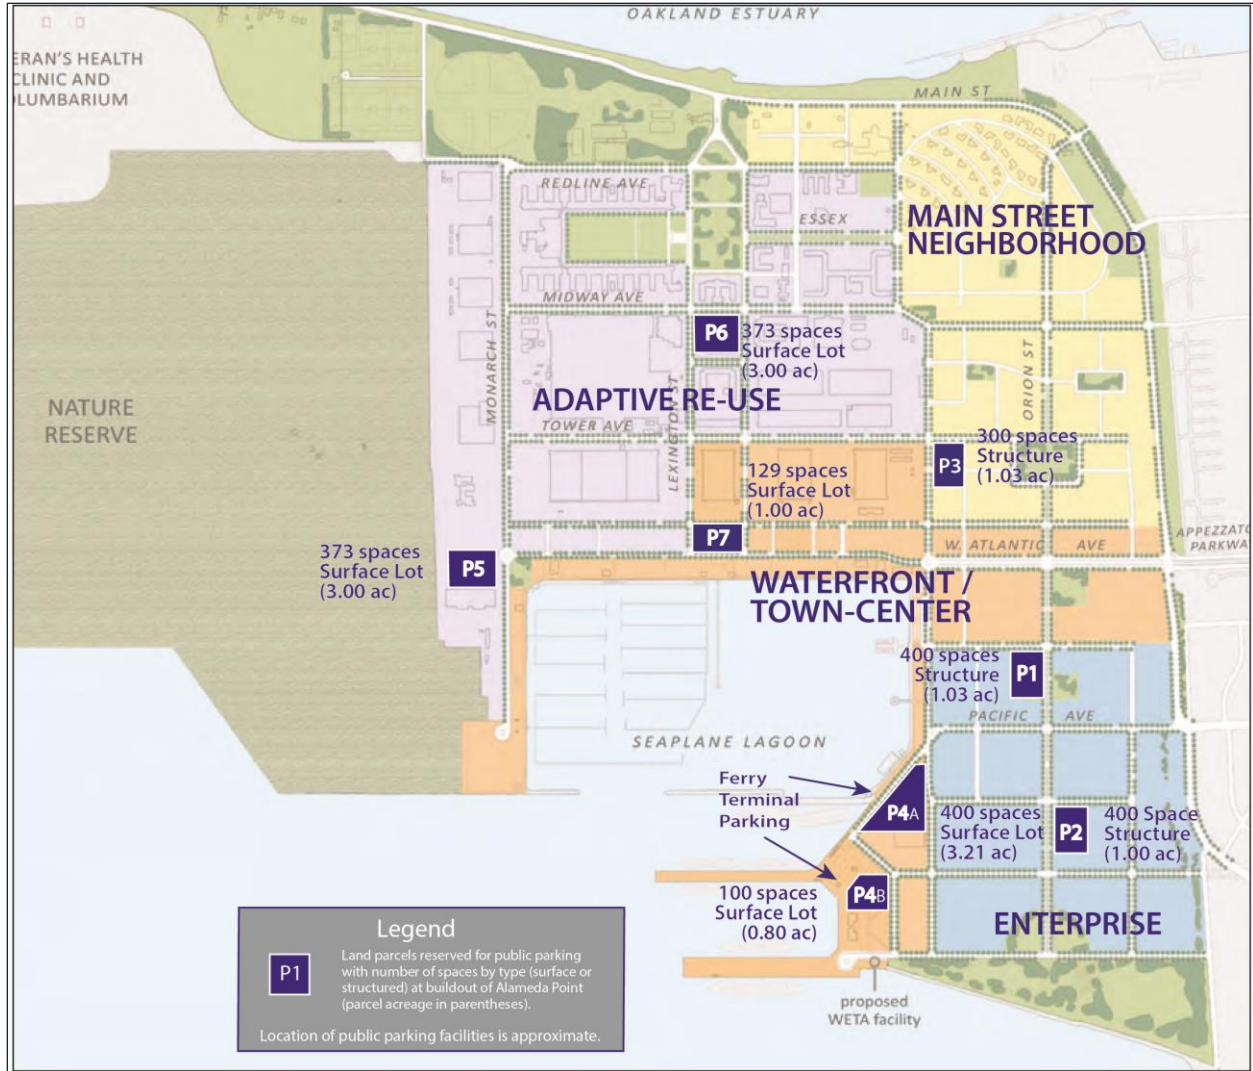 OAKLAND ESTUARY
ERAN'S HEALTH
CLINIC AND
OLUMBARIUM
MAIN ST
REDLINE AVE
ESSEX
MAIN STREET
NEIGHBORHOOD
MIDWAY AVE
MONARCH ST
P6
373 spaces
Surface Lot
(3.00 ac)
LEXINGTON ST
ORION ST
NATURE
RESERVE
ADAPTIVE RE-USE
TOWER AVE
P3
300 spaces
Structure
(1.03 ac)
129 spaces
Surface Lot
(1.00 ac)
P7
W. ATLANTIC AVE
APPEZZATO
PARKWA
373 spaces
Surface Lot
(3.00 ac)
P5
WATERFRONT /
TOWN-CENTER
400 spaces
Structure
(1.03 ac)
P1
PACIFIC AVE
SEAPLANE LAGOON
Ferry
Terminal
Parking
P4A
400 spaces
Surface Lot
(3.21 ac)
P2
400 Space
Structure
(1.00 ac)
100 spaces
Surface Lot
(0.80 ac)
P4B
ENTERPRISE
proposed
WETA facility
Legend
P1
Land parcels reserved for public parking
with number of spaces by type (surface or
structured) at buildout of Alameda Point
(parcel acreage in parentheses).
Location of public parking facilities is approximate.